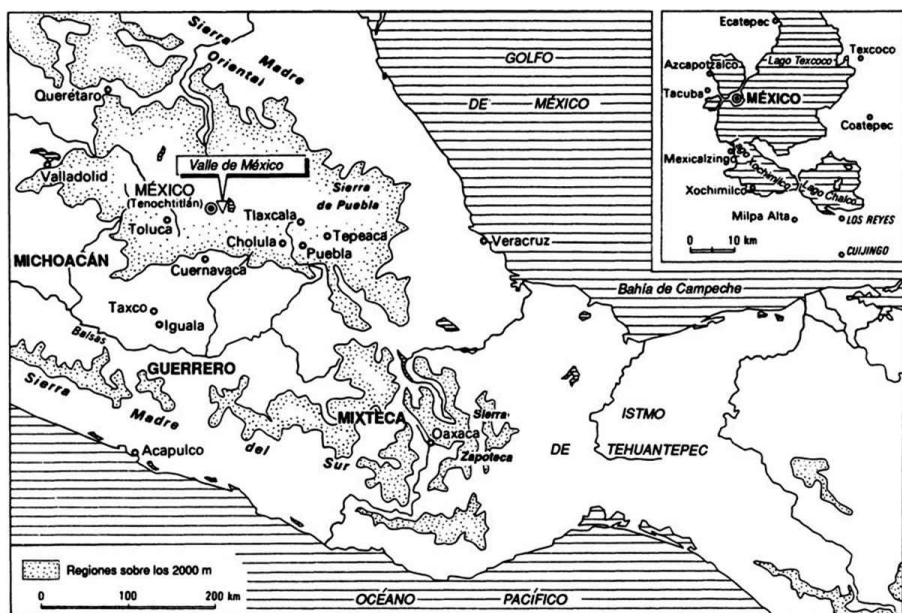 Sierra Madre
Oriental
GOLFO
DE MÉXICO
Querétaro
Valladolid
Valle de México
MÉXICO
(Tenochtitlán)
Toluca
Tlaxcala
Sierra
de Puebla
Tepeaca
Cholula
Puebla
Veracruz
MICHOACÁN
Cuernavaca
Taxco
Iguala
Bahía de Campeche
Balsas
GUERRERO
Sierra Madre del Sur
MIXTECA
Oaxaca
Sierra
Zapoteca
ISTMO
DE TEHUANTEPEC
Acapulco
Regiones sobre los 2000 m
0 100 200 km
OCÉANO PACÍFICO
Ecatepec
Lago Texcoco
Texcoco
Azcapotzalco
Tacuba
MÉXICO
Coatepec
Mexicalzingo
Lago Xochimilco
Xochimilco
Lago Chalco
Milpa Alta
LOS REYES
0 10 km
CUIJINGO